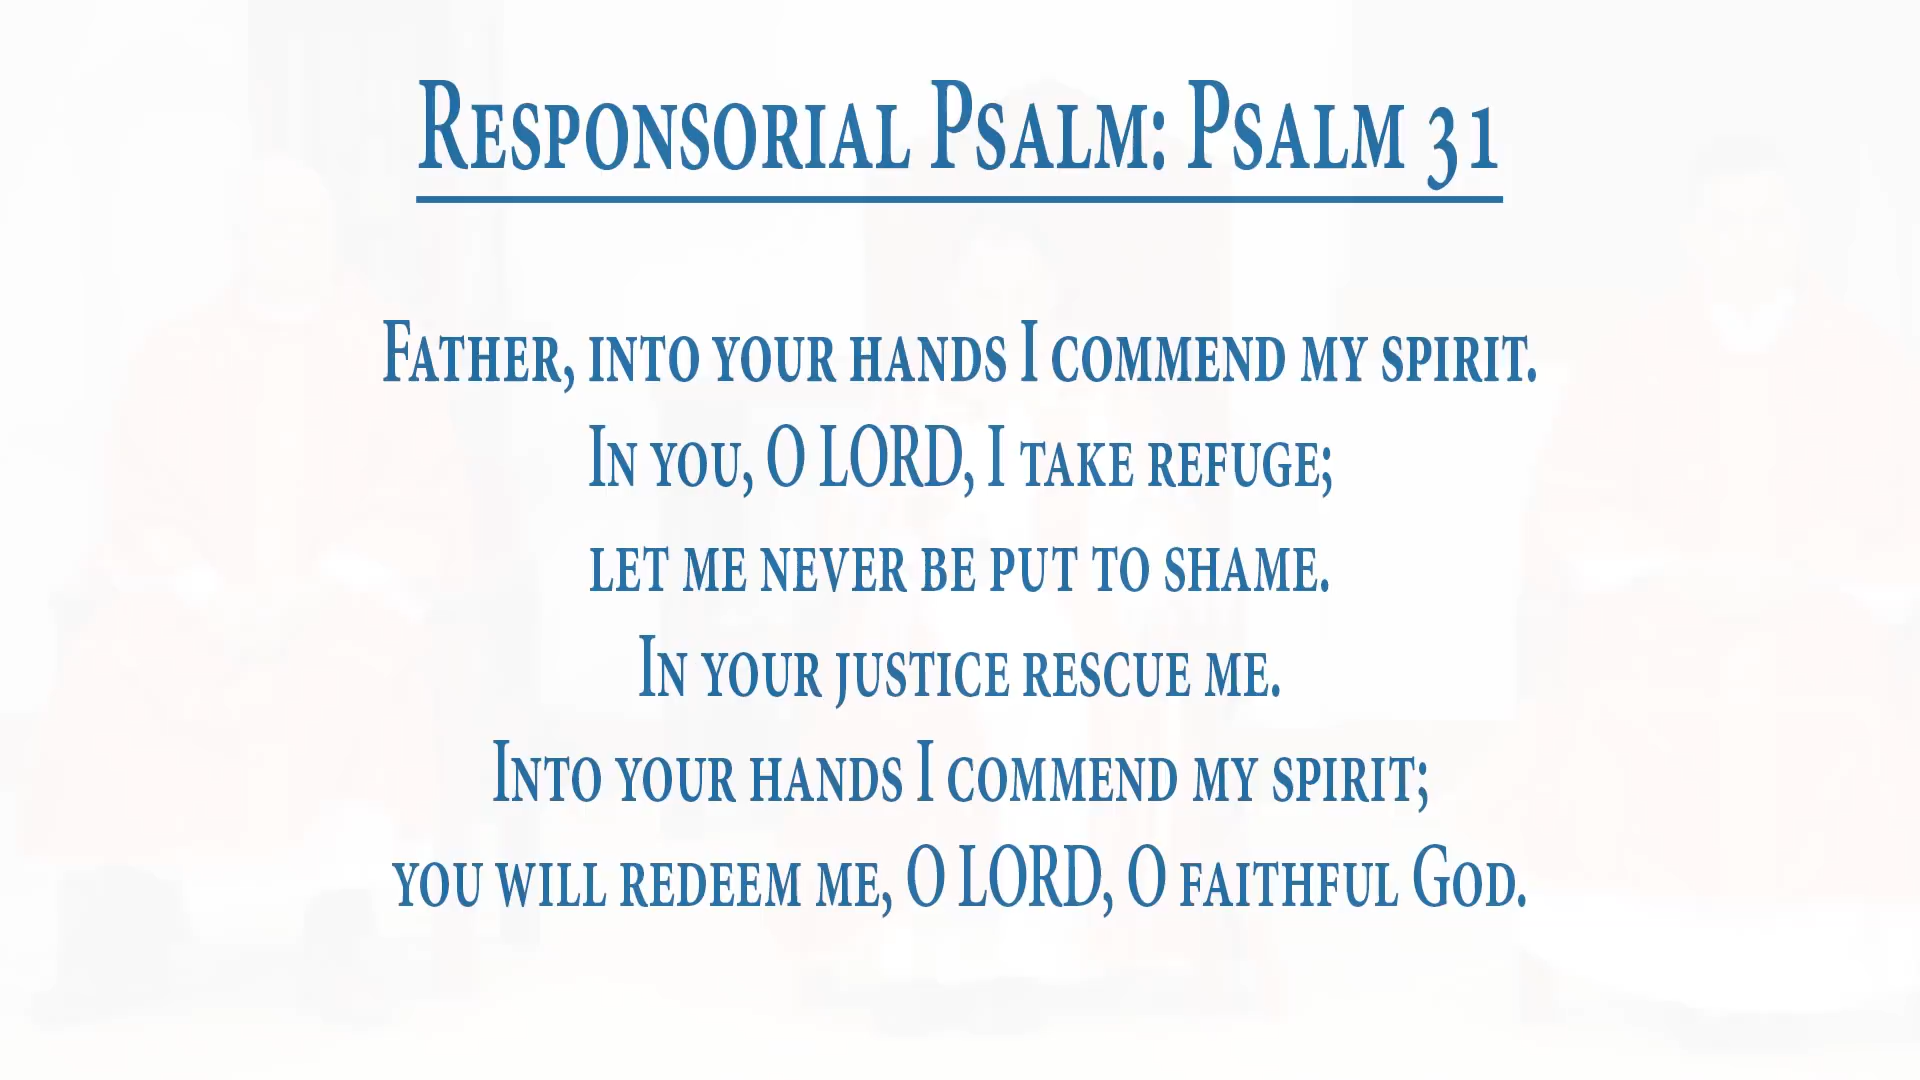 Responsorial Psalm: Psalm 31
Father, into your hands I commend my spirit.
In you, O LORD, I take refuge;
let me never be put to shame.
In your justice rescue me.
Into your hands I commend my spirit;
you will redeem me, O LORD, O faithful God.